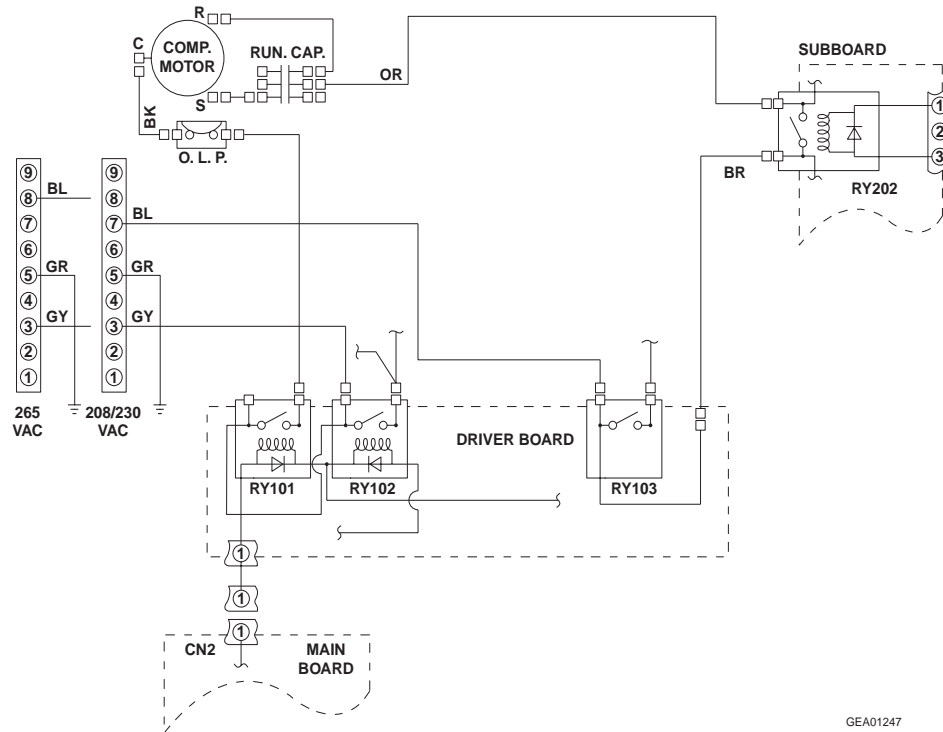 R
C
COMP.
MOTOR
RUN. CAP.
S
BK
O. L. P.
OR
SUBBOARD
1
2
3
RY202
BR
9
8
7
6
5
4
3
2
1
BL
GR
GY
265
VAC
9
8
7
6
5
4
3
2
1
BL
GR
GY
208/230
VAC
DRIVER BOARD
RY101
RY102
RY103
1
1
1
CN2
MAIN
BOARD
GEA01247